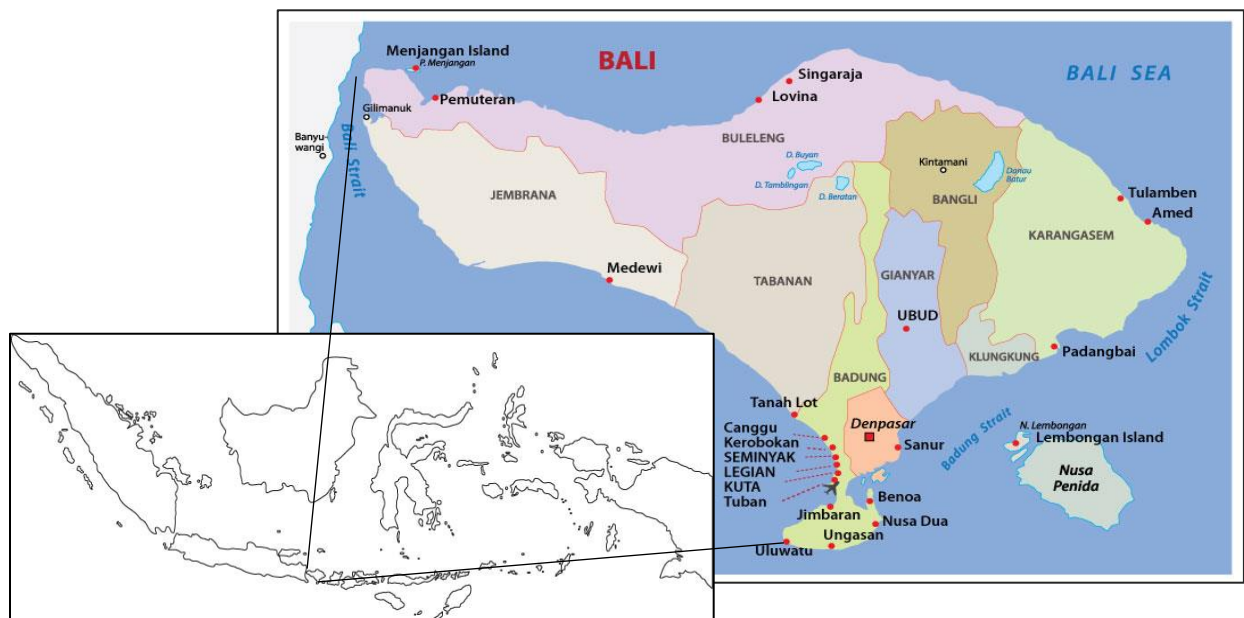 BALI
BALI SEA
Menjangan Island
P. Menjangan
Pemuteran
Gilimanuk
Banyu-
wangi
Bali Strait
Singaraja
Lovina
BULELENG
D. Buyan
D. Tamblingan
D. Beratan
Kintamani
Danau
Batur
BANGLI
JEMBRANA
Medewi
TABANAN
GIANYAR
UBUD
KARANGASEM
Tulamben
Amed
Lombok Strait
KLUNGKUNG
Padangbai
BADUNG
Tanah Lot
Denpasar
Canggu
Kerobokan
SEMINYAK
LEGIAN
KUTA
Tuban
Sanur
Badung Strait
N. Lembongan
Lembongan Island
Nusa
Penida
Benoa
Jimbaran
Nusa Dua
Ungasan
Uluwatu